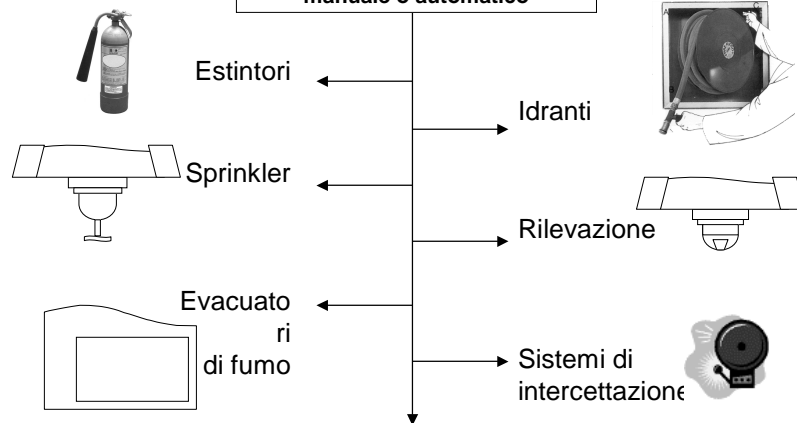 manuale o automatico
Estintori
Idranti
Sprinkler
Rilevazione
Evacuato
ri
di fumo
Sistemi di
intercettazione